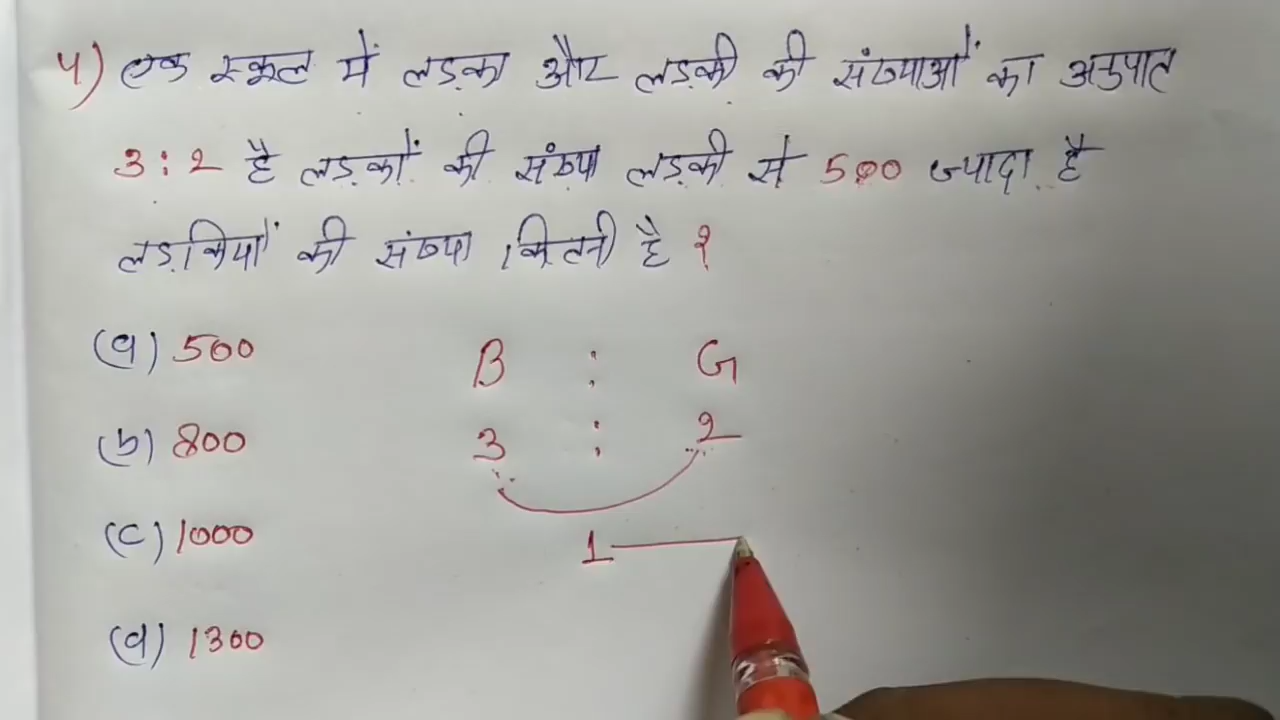 ५) एक स्कूल में लड़का और लड़की की संख्याओं का अनुपात
3 : 2 है लड़कों की संख्या लड़की से 500 ज्यादा है
लड़कियों की संख्या कितनी है ?
(a) 500
B : G
(b) 800
3 : 2
(c) 1000
1
(d) 1300